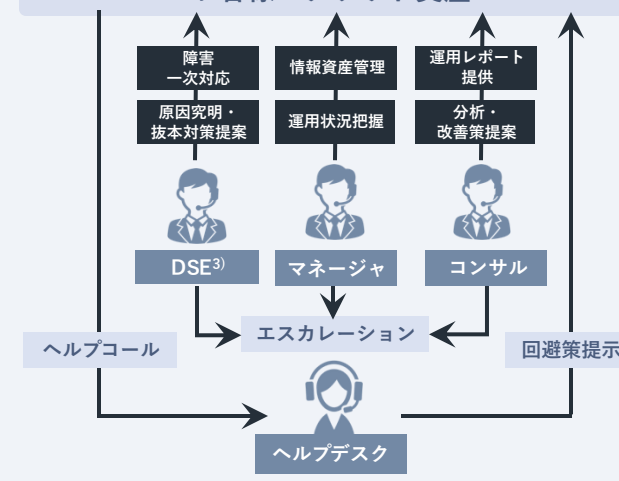 障害
一次対応
情報資産管理
運用レポート
提供
原因究明・
抜本対策提案
運用状況把握
分析・
改善策提案
DSE3)
マネージャ
コンサル
エスカレーション
ヘルプコール
回避策提示
ヘルプデスク